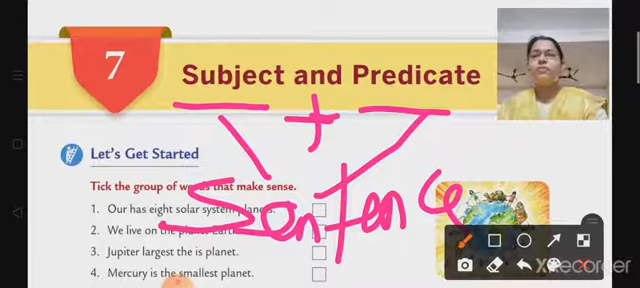 7
Subject and Predicate
+
Let's Get Started
Sentence
Tick the group of words that make sense.
1. Our has eight solar system planets.
2. We live on the planet Earth.
3. Jupiter largest the is planet.
4. Mercury is the smallest planet.
XRecorder